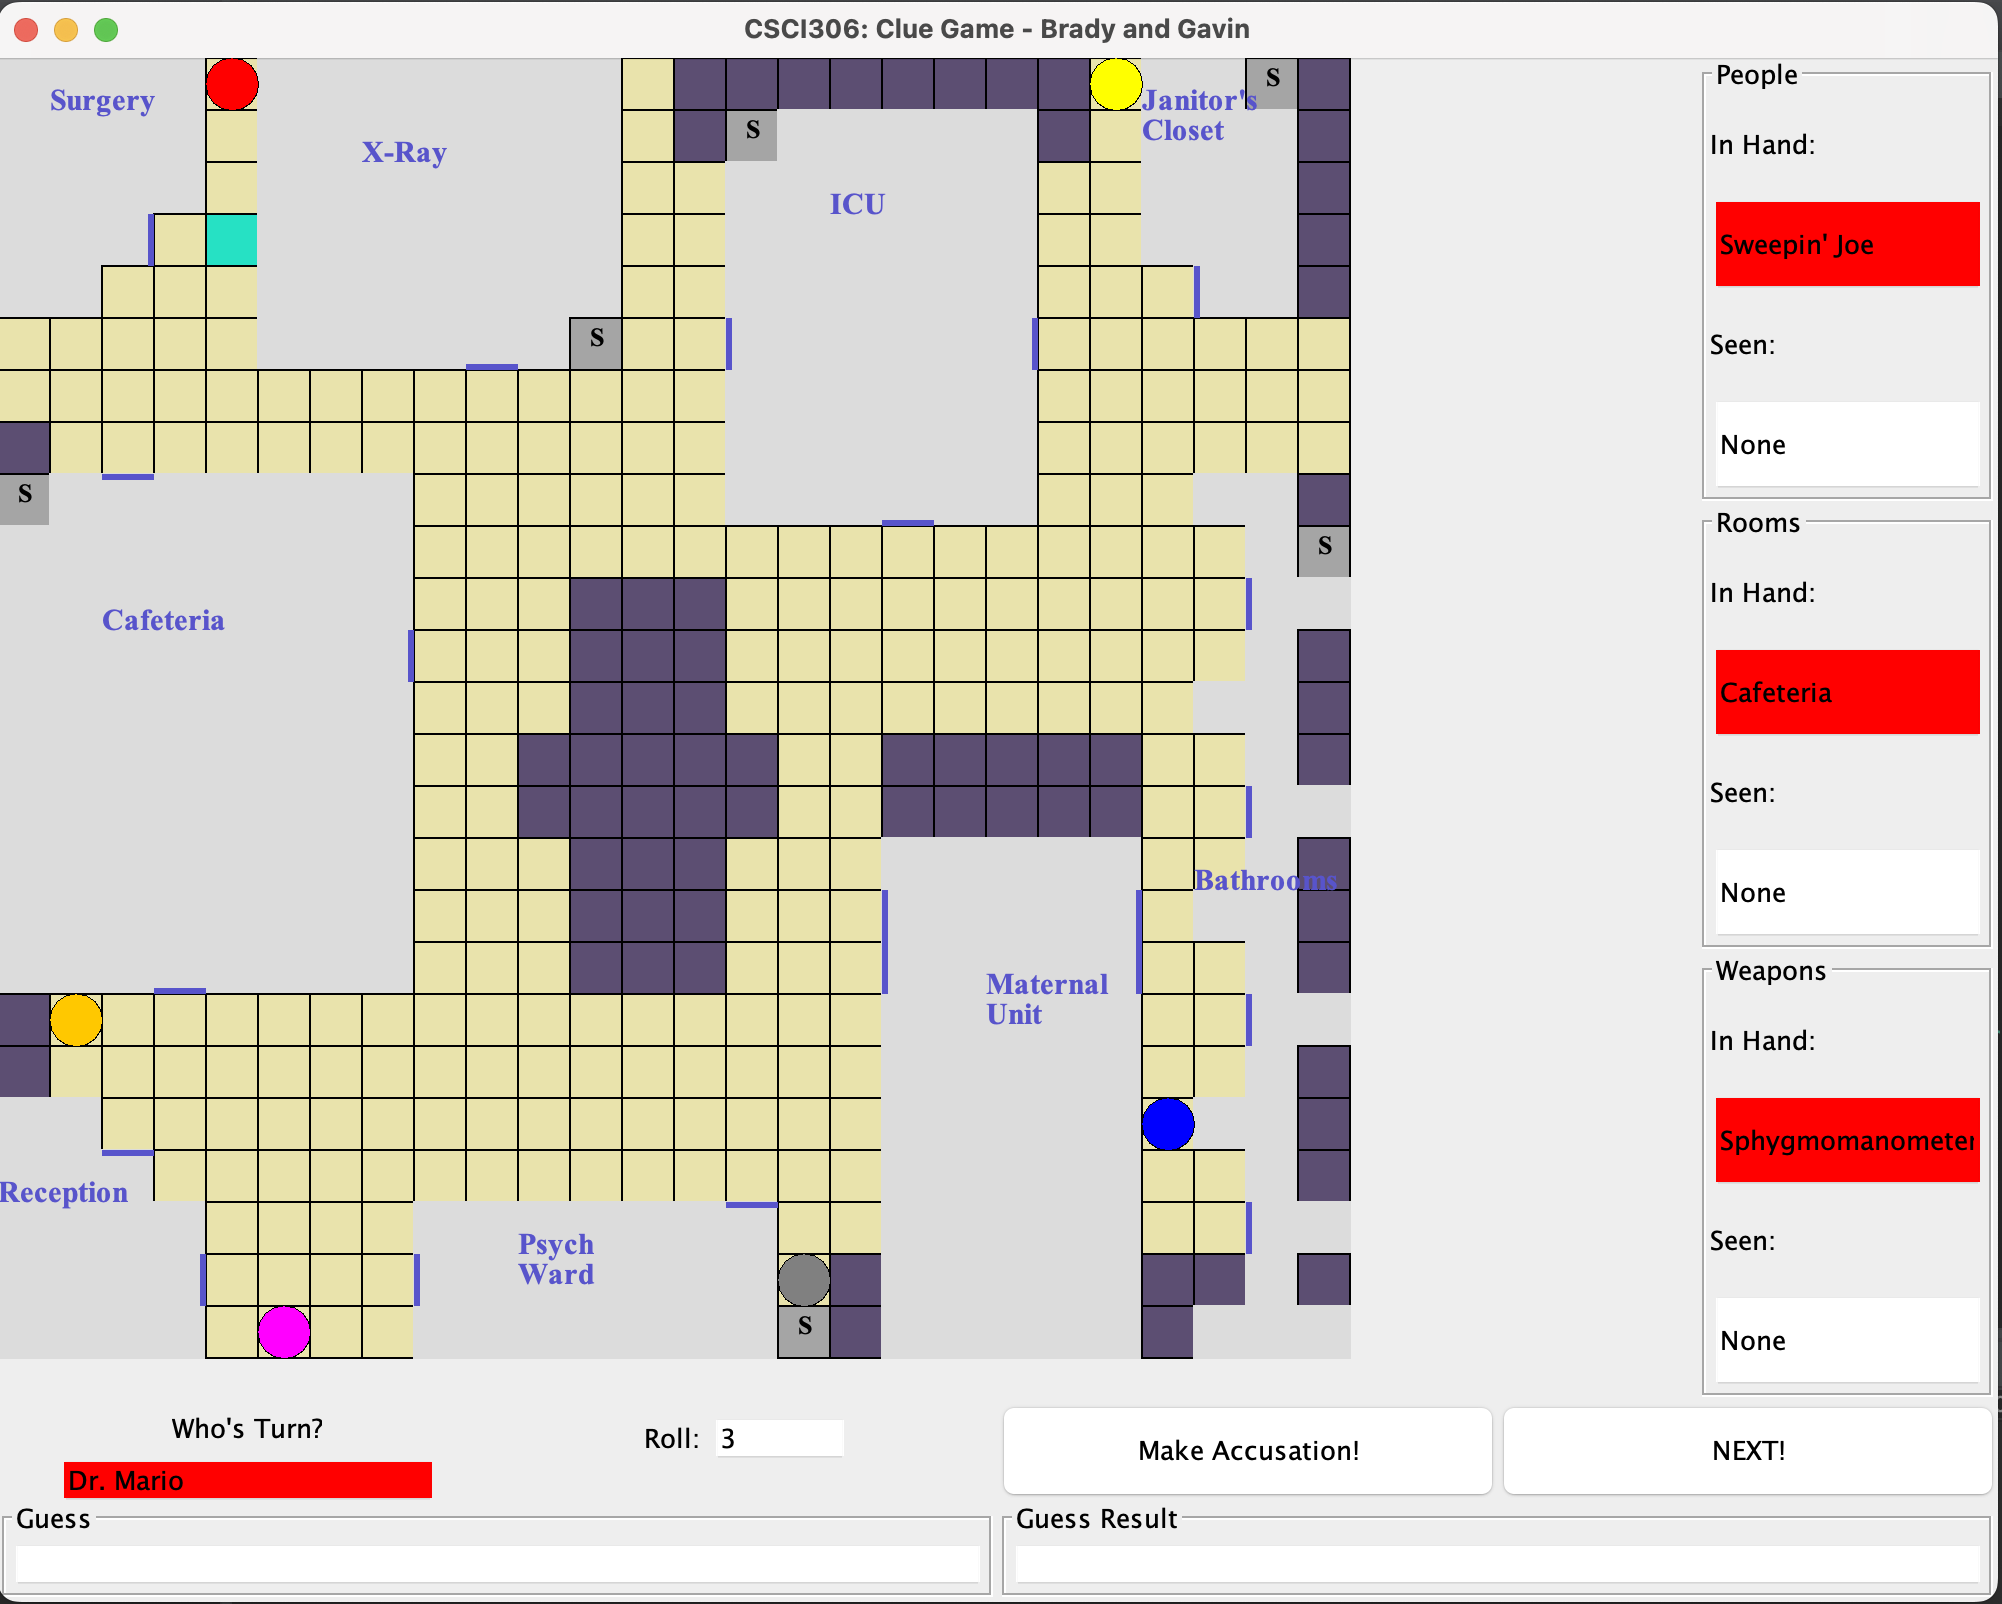 CSCI306: Clue Game - Brady and Gavin
Surgery
X-Ray
S
ICU
Janitor's
Closet
S
S
S
S
Cafeteria
Bathrooms
Maternal
Unit
Reception
Psych
Ward
S
People
In Hand:
Sweepin' Joe
Seen:
None
Rooms
In Hand:
Cafeteria
Seen:
None
Weapons
In Hand:
Sphygmomanometer
Seen:
None
Who's Turn?
Dr. Mario
Roll: 3
Make Accusation!
NEXT!
Guess
Guess Result